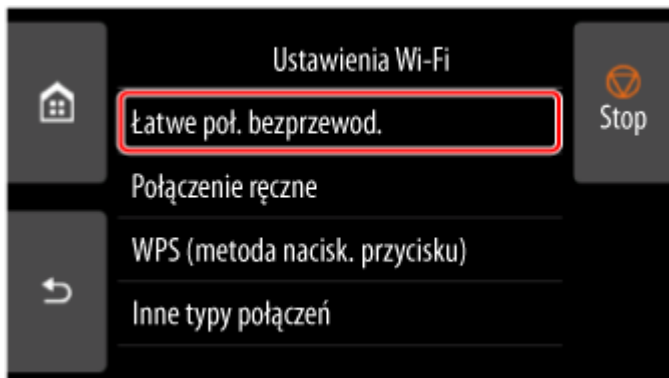 Ustawienia Wi-Fi
Łatwe poł. bezprzewod.
Stop
Połączenie ręczne
WPS (metoda nacisk. przycisku)
Inne typy połączeń